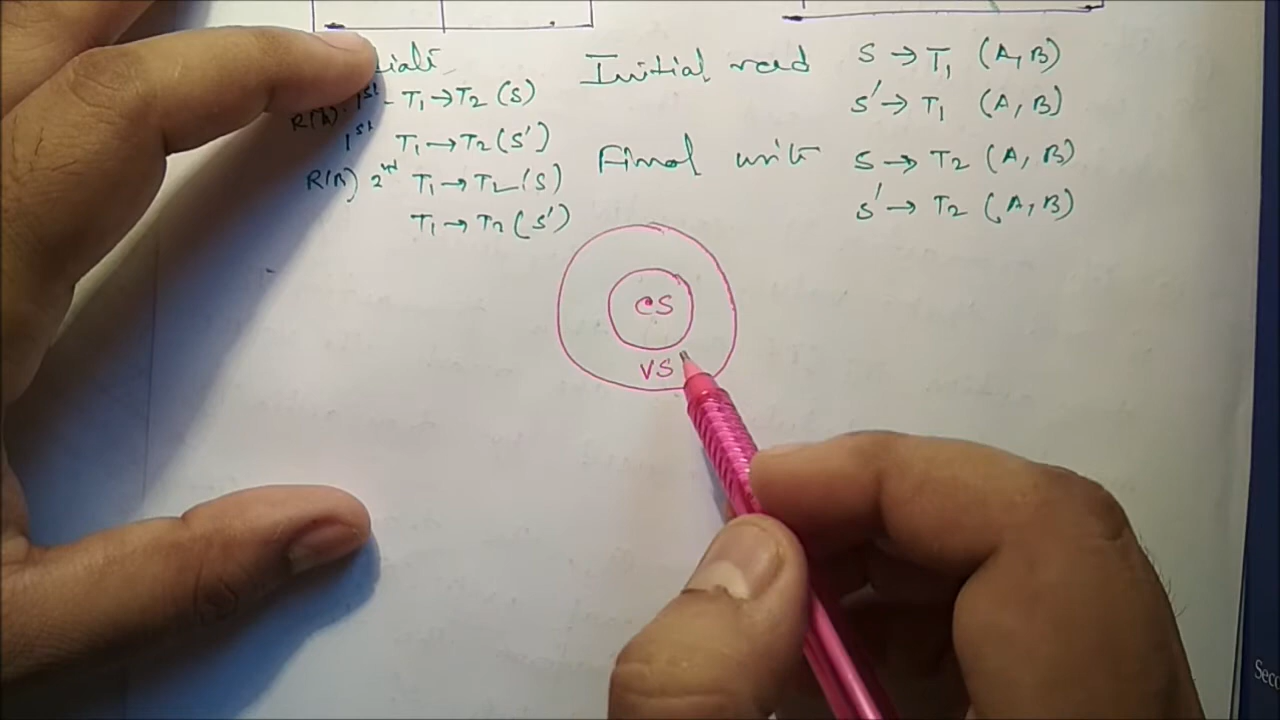 Initial read S → T1 (A, B)
S' → T1 (A, B)
R(A) 1st - T1 → T2 (S)
1st T1 → T2 (S')
Final write S → T2 (A, B)
R(B) 2nd T1 → T2 (S)
S' → T2 (A, B)
T1 → T2 (S')
CS
VS